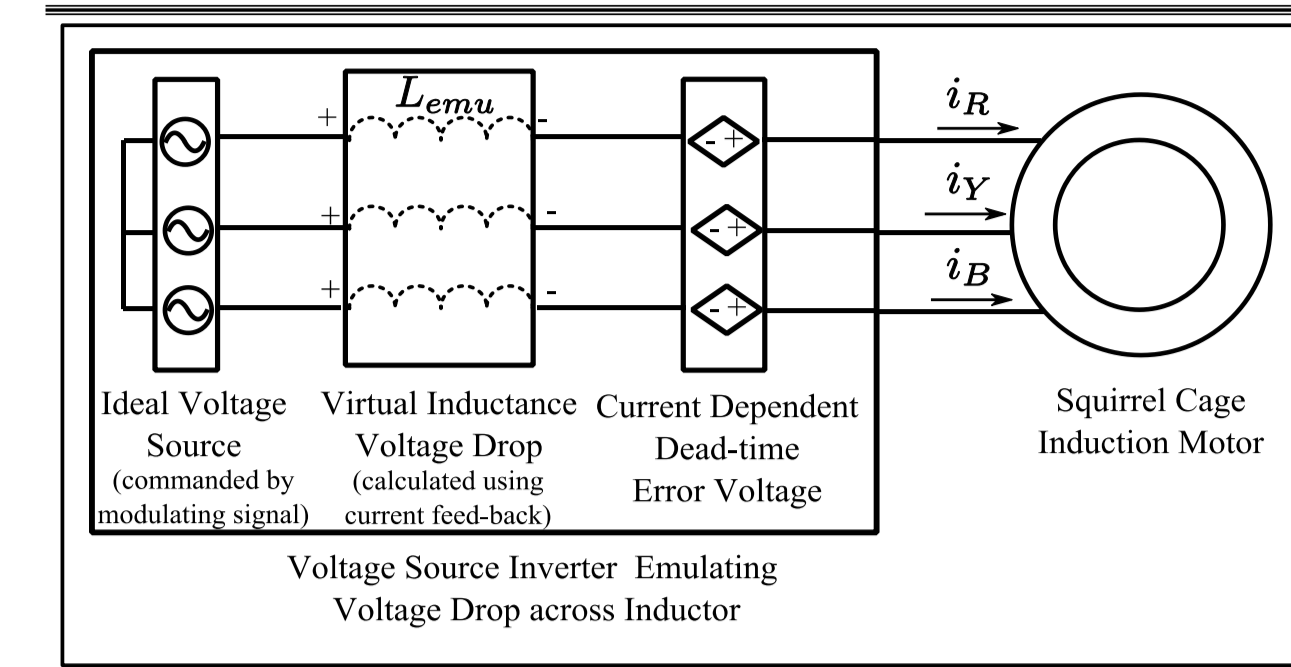 L_emu
+ -
- +
i_R
+ -
- +
i_Y
+ -
- +
i_B
Ideal Voltage
Source
(commanded by
modulating signal)
Virtual Inductance
Voltage Drop
(calculated using
current feed-back)
Current Dependent
Dead-time
Error Voltage
Squirrel Cage
Induction Motor
Voltage Source Inverter Emulating
Voltage Drop across Inductor